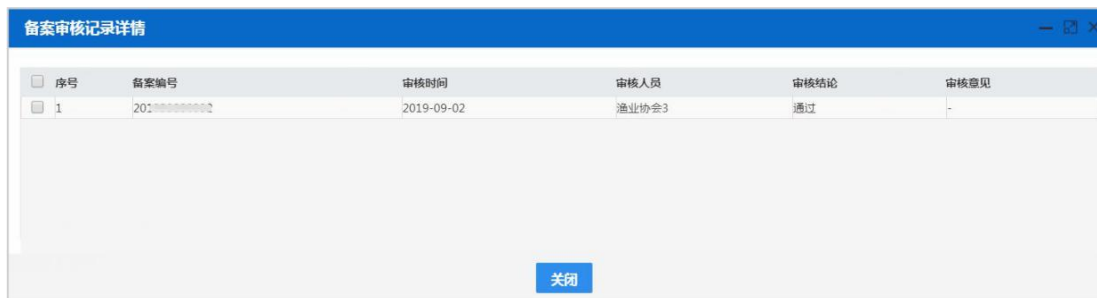 备案审核记录详情
序号 备案编号 审核时间 审核人员 审核结论 审核意见
1 2019-09-02 渔业协会3 通过 -
关闭